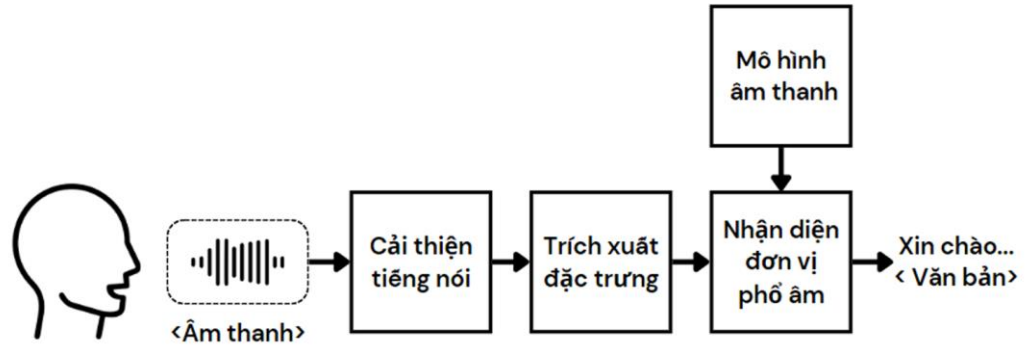 Mô hình
âm thanh
Cải thiện
tiếng nói
Trích xuất
đặc trưng
Nhận diện
đơn vị
phổ âm
Xin chào...
< Văn bản>
<Âm thanh>